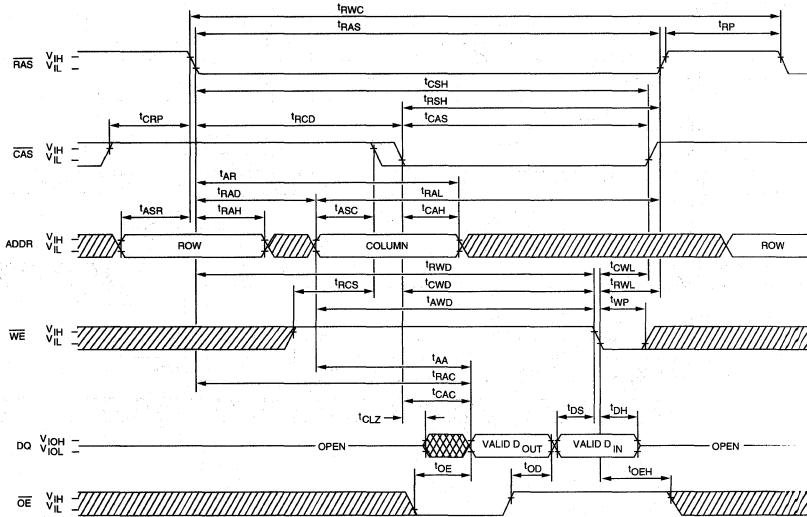 tRWC
tRAS
tRP
RAS VIH
VIL
tCSH
tRSH
tCRP
tRCD
tCAS
CAS VIH
VIL
tAR
tRAD
tRAL
tASR
tRAH
tASC
tCAH
ADDR VIH
VIL
ROW
COLUMN
ROW
tRWD
tCWL
tRCS
tCWD
tRWL
tAWD
tWP
WE VIH
VIL
tAA
tRAC
tCAC
tCLZ
tDS
tDH
DQ VIOH
VIOL
OPEN
VALID DOUT
VALID DIN
OPEN
tOE
tOD
tOEH
OE VIH
VIL